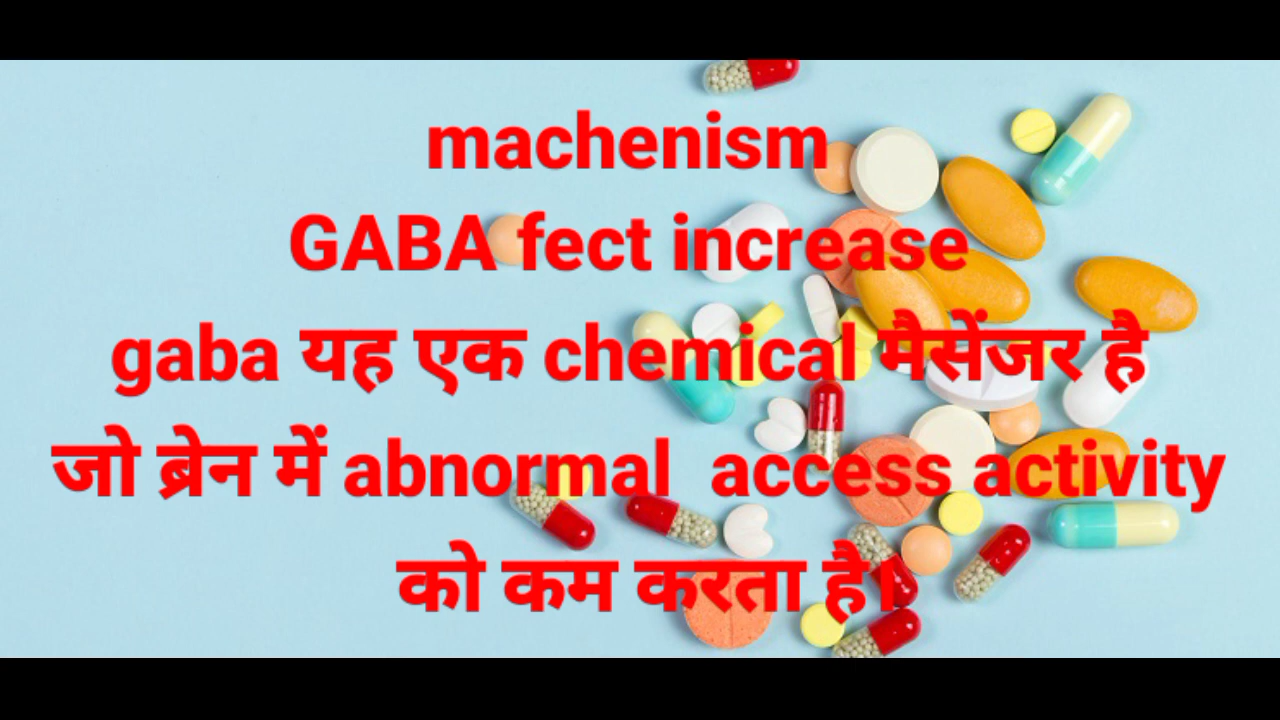 machenism
GABA fect increase
gaba यह एक chemical मैसेंजर है
जो ब्रेन में abnormal access activity
को कम करता है।